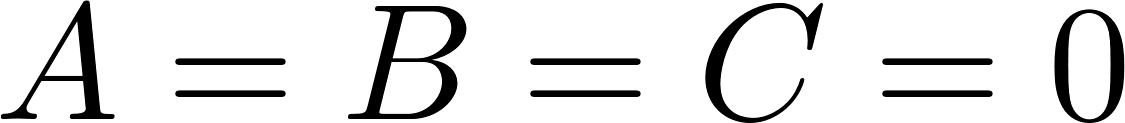 A = B = C = 0